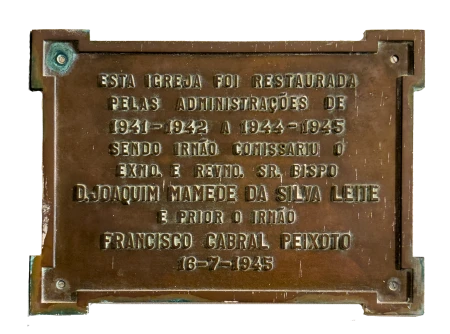 ESTA IGREJA FOI RESTAURADA
PELAS ADMINISTRAÇÕES DE
1941-1942 A 1944-1945
SENDO IRMÃO COMISSARIU O
EXMO. E REVMO. SR. BISPO
D. JOAQUIM MAMEDE DA SILVA LEITE
E PRIOR O IRMÃO
FRANCISCO CABRAL PEIXOTO
16-7-1945